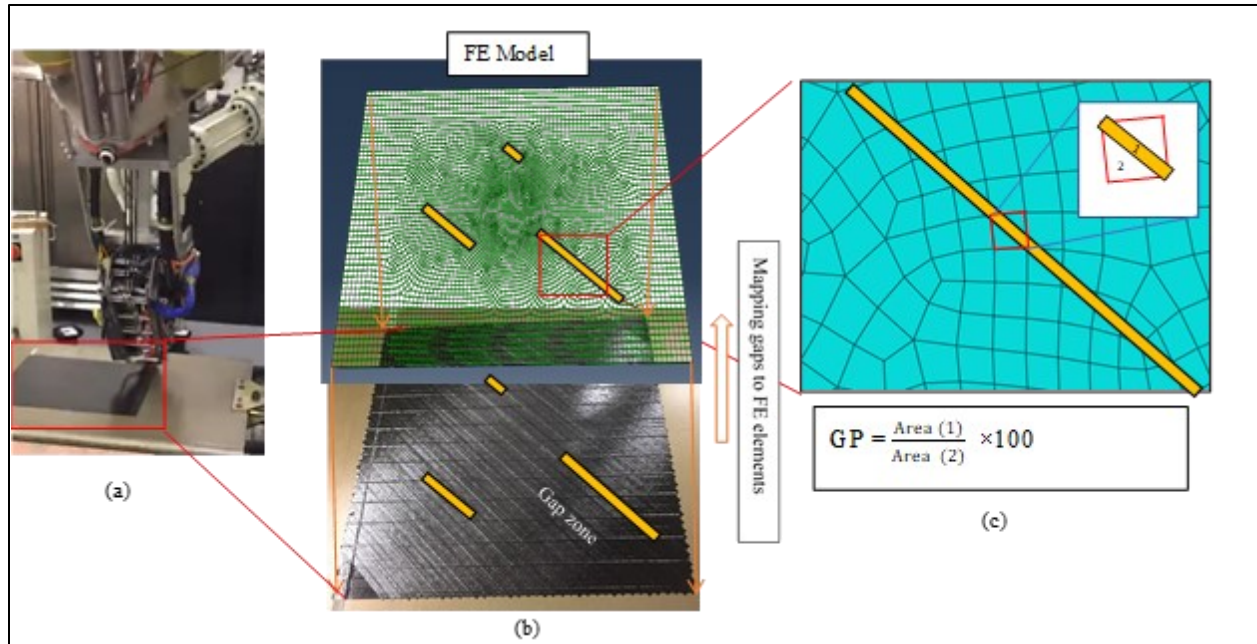 FE Model
Mapping gaps to FE elements
2
1
GP = Area (1) / Area (2) ×100
Gap zone
(a)
(b)
(c)